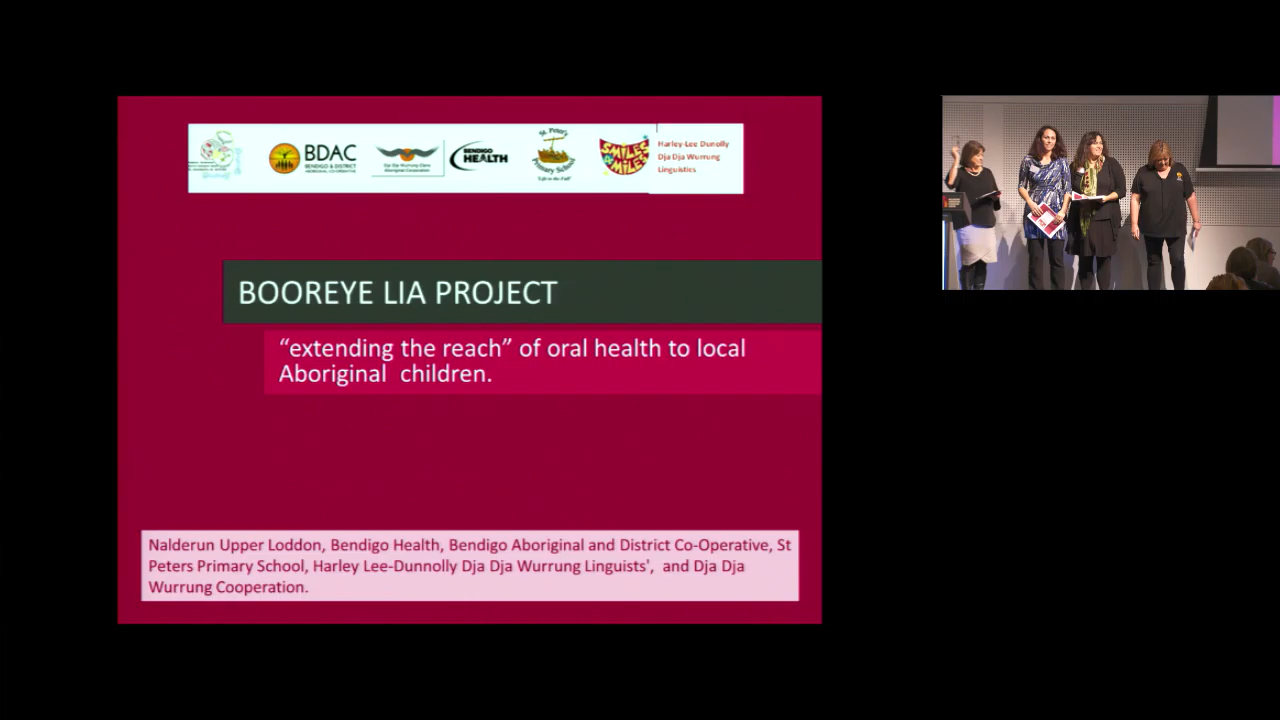 BDAC
BENDIGO & DISTRICT
ABORIGINAL CO-OPERATIVE
Dja Dja Wurrung Clans
Aboriginal Corporation
BENDIGO
HEALTH
St. Peter's
Primary School
SMILES
4
MILES
Harley-Lee Dunolly
Dja Dja Wurrung
Linguistics
BOOREYE LIA PROJECT
“extending the reach” of oral health to local
Aboriginal children.
Nalderun Upper Loddon, Bendigo Health, Bendigo Aboriginal and District Co-Operative, St
Peters Primary School, Harley Lee-Dunnolly Dja Dja Wurrung Linguists', and Dja Dja
Wurrung Cooperation.